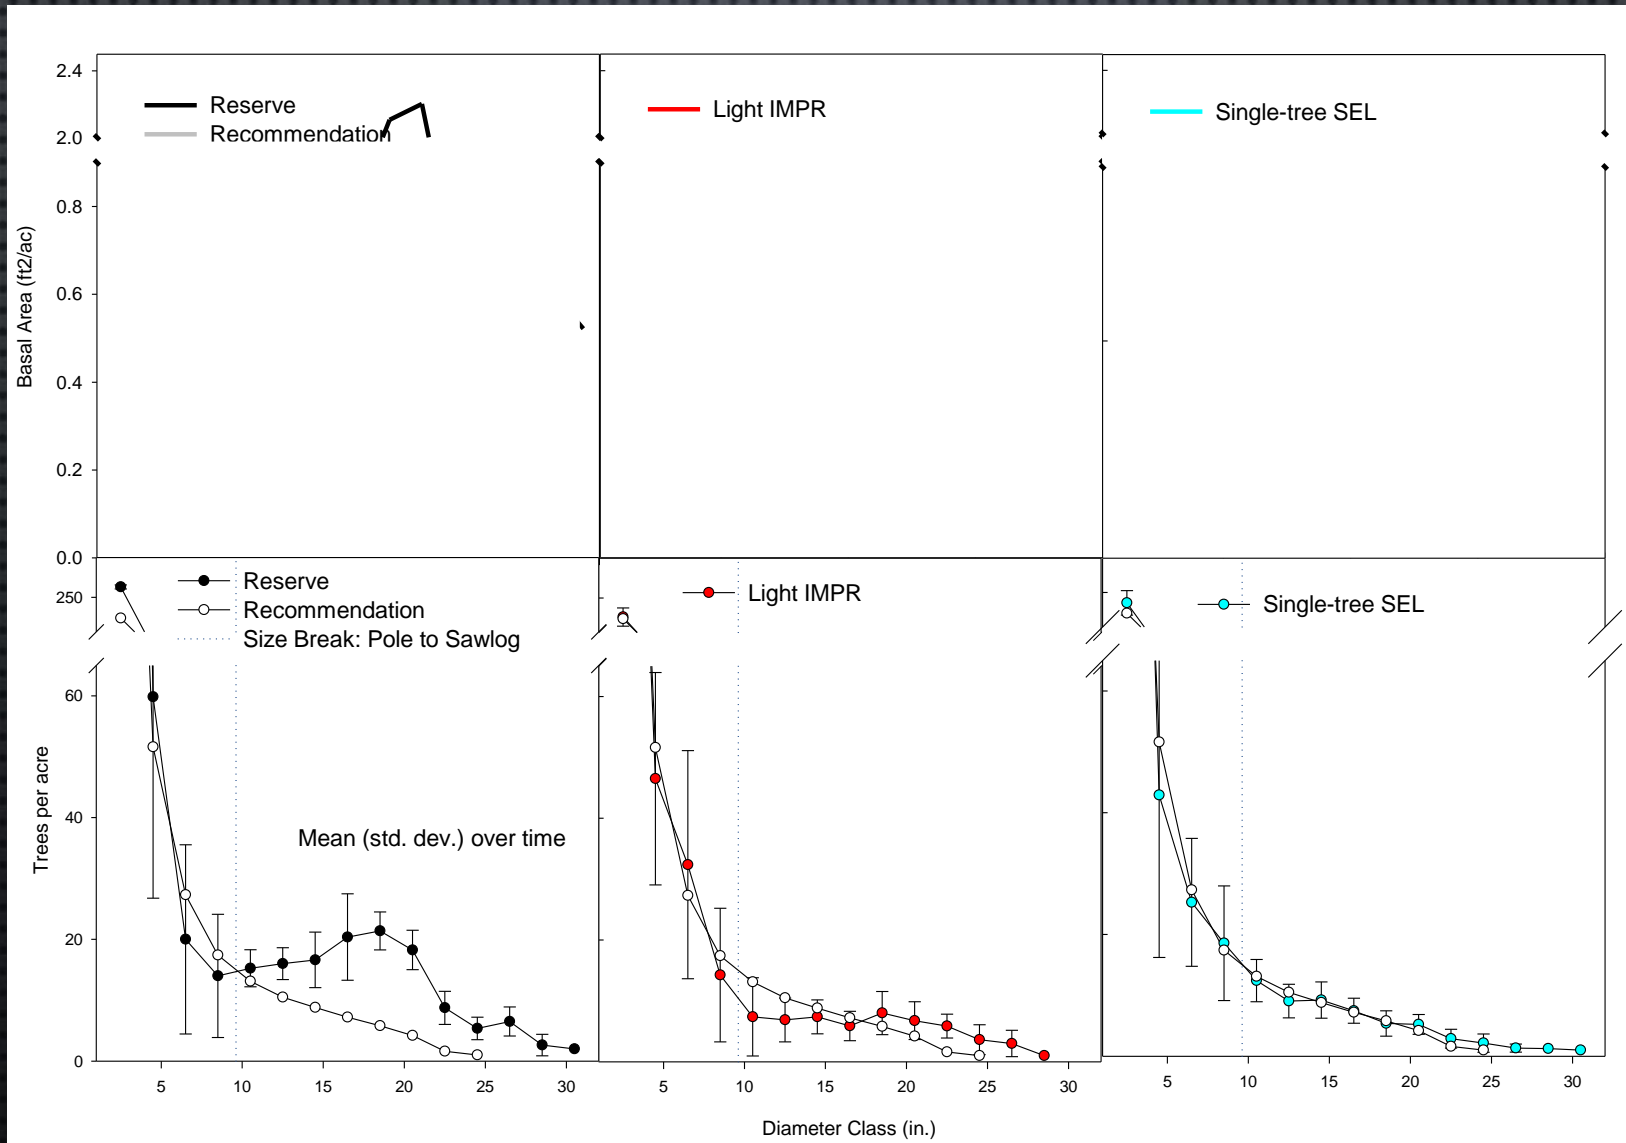 2.4
2.0
0.8
0.6
0.4
0.2
0.0
Basal Area (ft2/ac)
Reserve
Recommendation
Light IMPR
Single-tree SEL
250
60
40
20
0
Trees per acre
Reserve
Recommendation
Size Break: Pole to Sawlog
Mean (std. dev.) over time
Light IMPR
Single-tree SEL
5 10 15 20 25 30
5 10 15 20 25 30
5 10 15 20 25 30
Diameter Class (in.)